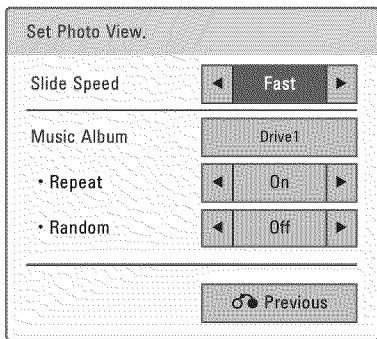 Set Photo View.
Slide Speed ◄ Fast ►
Music Album Drive1
• Repeat ◄ On ►
• Random ◄ Off ►
Previous